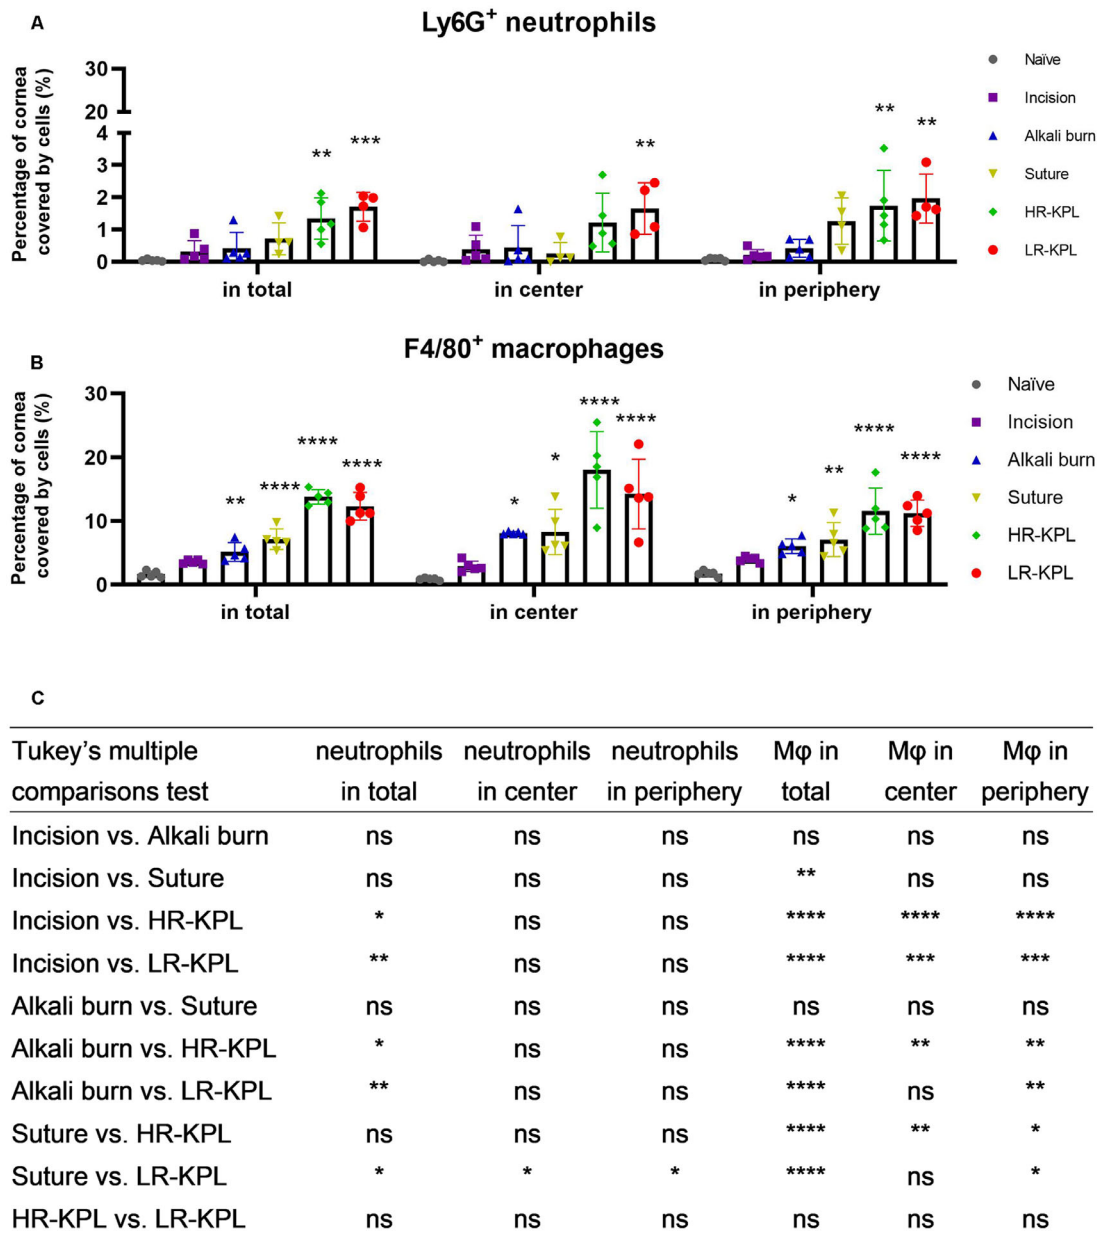 A
Ly6G+ neutrophils
Percentage of cornea
covered by cells (%)
30
20
4
3
2
1
0
** *** ** ** **
in total in center in periphery
Naïve
Incision
Alkali burn
Suture
HR-KPL
LR-KPL
B
F4/80+ macrophages
Percentage of cornea
covered by cells (%)
30
20
10
0
** **** **** **** * * **** **** * ** **** ****
in total in center in periphery
Naïve
Incision
Alkali burn
Suture
HR-KPL
LR-KPL
C
Tukey’s multiple neutrophils neutrophils neutrophils Mφ in Mφ in Mφ in
comparisons test in total in center in periphery total center periphery
Incision vs. Alkali burn ns ns ns ns ns ns
Incision vs. Suture ns ns ns ** ns ns
Incision vs. HR-KPL * ns ns **** **** ****
Incision vs. LR-KPL ** ns ns **** *** ***
Alkali burn vs. Suture ns ns ns ns ns ns
Alkali burn vs. HR-KPL * ns ns **** ** **
Alkali burn vs. LR-KPL ** ns ns **** ns **
Suture vs. HR-KPL ns ns ns **** ** *
Suture vs. LR-KPL * * * **** ns *
HR-KPL vs. LR-KPL ns ns ns ns ns ns